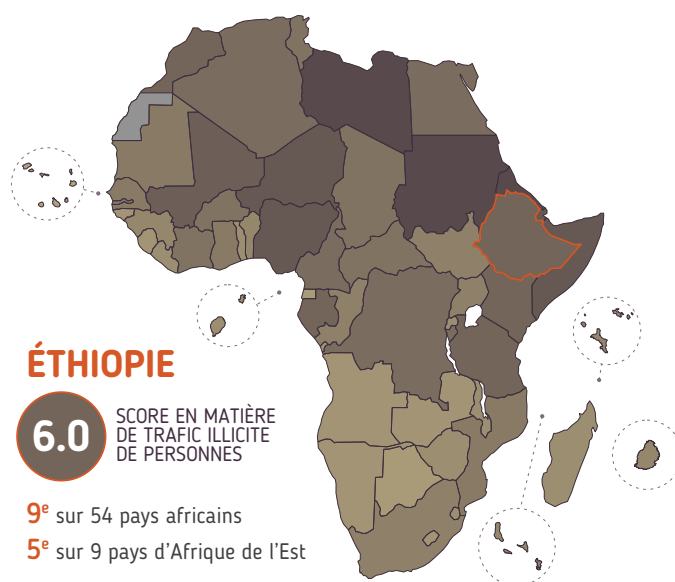 ÉTHIOPIE
6.0
SCORE EN MATIÈRE
DE TRAFIC ILLICITE
DE PERSONNES
9e sur 54 pays africains
5e sur 9 pays d'Afrique de l'Est